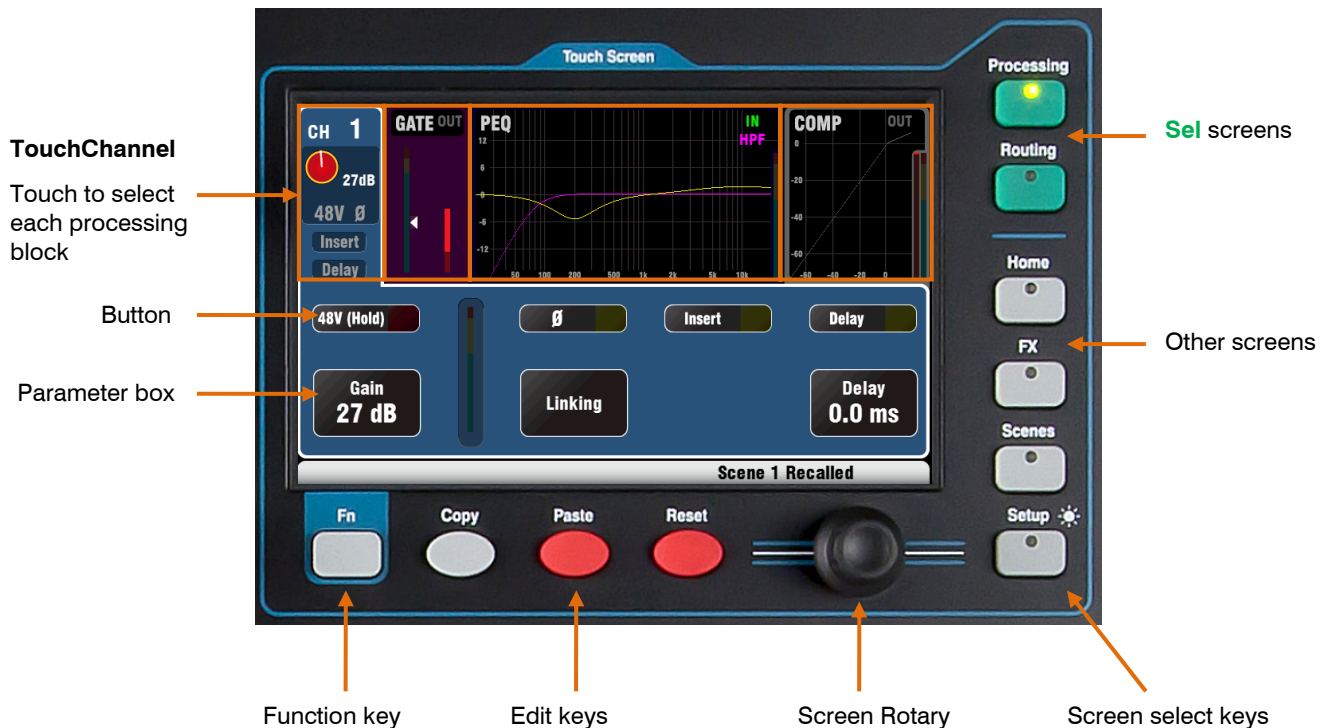 Touch Screen
Processing
CH 1
GATE OUT
PEQ
IN
HPF
COMP
OUT
TouchChannel
Touch to select
each processing
block
27dB
48V Ø
Insert
Delay
12
6
0
-6
-12
50 100 200 500 1k 2k 5k 10k
0
-20
-40
-60
-60 -40 -20 0
Sel screens
Routing
Home
Button
48V (Hold)
Ø
Insert
Delay
Other screens
FX
Parameter box
Gain
27 dB
Linking
Delay
0.0 ms
Scenes
Scene 1 Recalled
Fn
Copy
Paste
Reset
Setup
Function key
Edit keys
Screen Rotary
Screen select keys